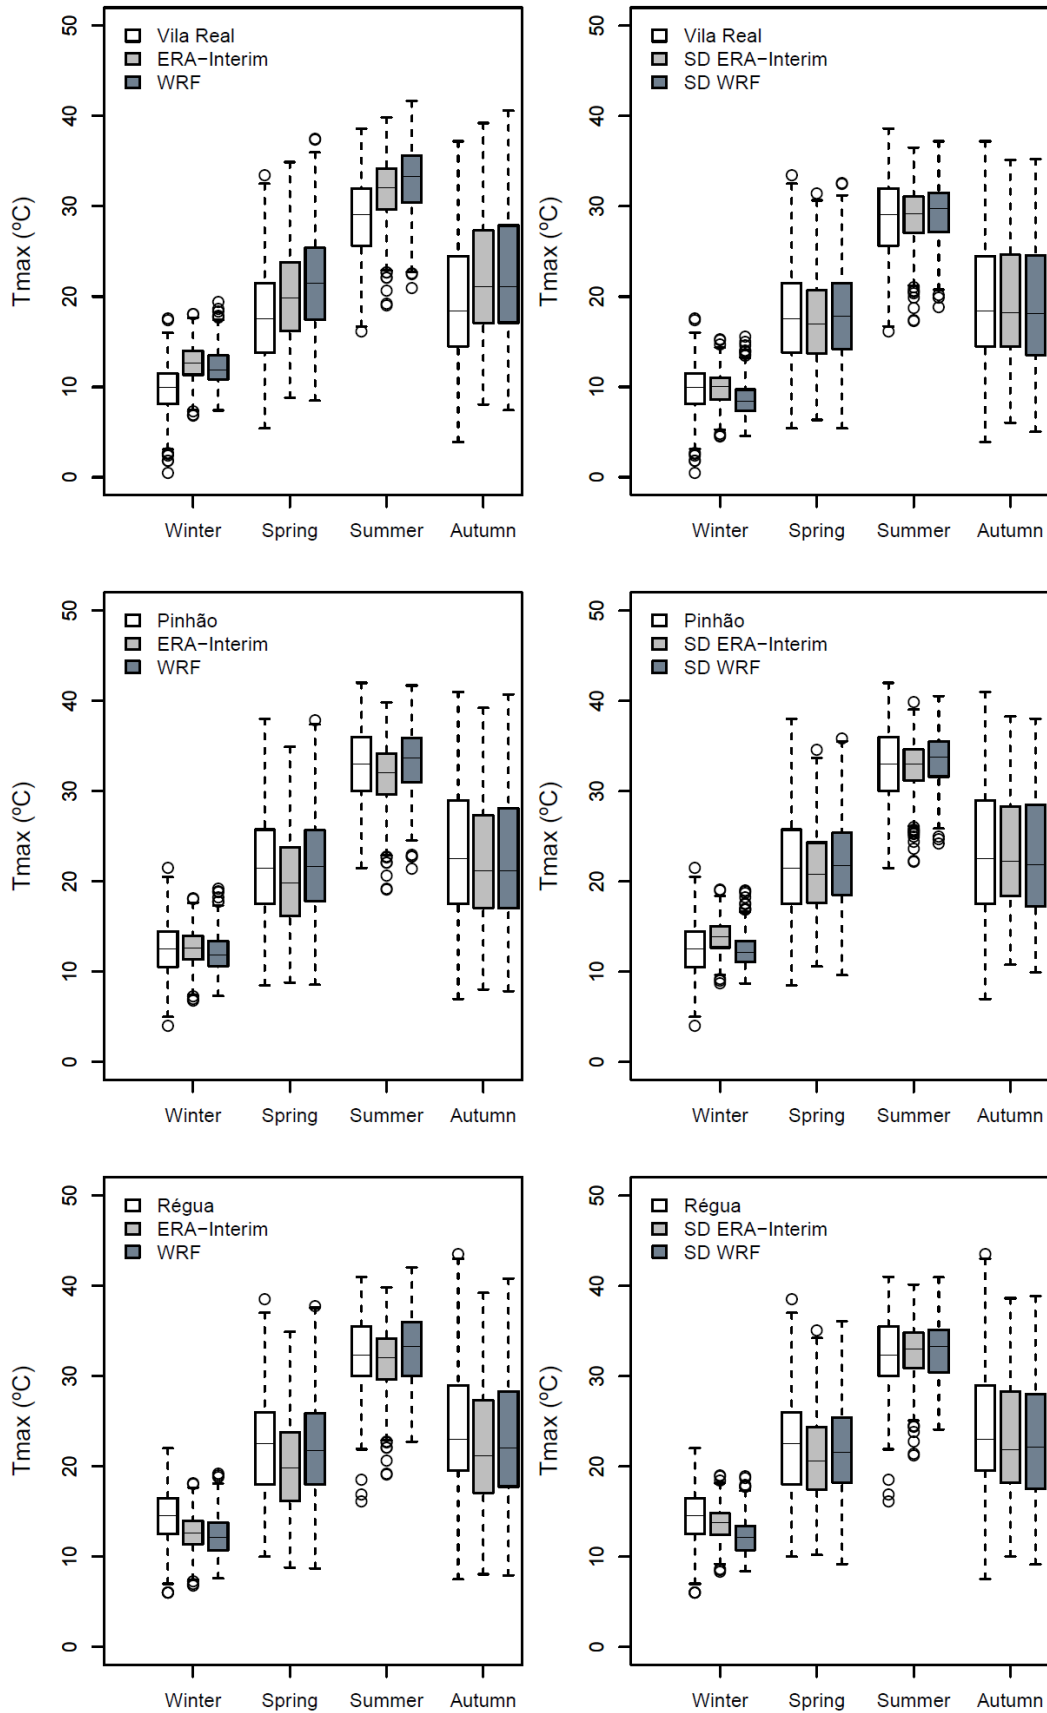 Tmax (ºC)
50
40
30
20
10
0
Vila Real
ERA−Interim
WRF
Winter
Spring
Summer
Autumn
Tmax (ºC)
50
40
30
20
10
0
Vila Real
SD ERA−Interim
SD WRF
Winter
Spring
Summer
Autumn
Tmax (ºC)
50
40
30
20
10
0
Pinhão
ERA−Interim
WRF
Winter
Spring
Summer
Autumn
Tmax (ºC)
50
40
30
20
10
0
Pinhão
SD ERA−Interim
SD WRF
Winter
Spring
Summer
Autumn
Tmax (ºC)
50
40
30
20
10
0
Régua
ERA−Interim
WRF
Winter
Spring
Summer
Autumn
Tmax (ºC)
50
40
30
20
10
0
Régua
SD ERA−Interim
SD WRF
Winter
Spring
Summer
Autumn